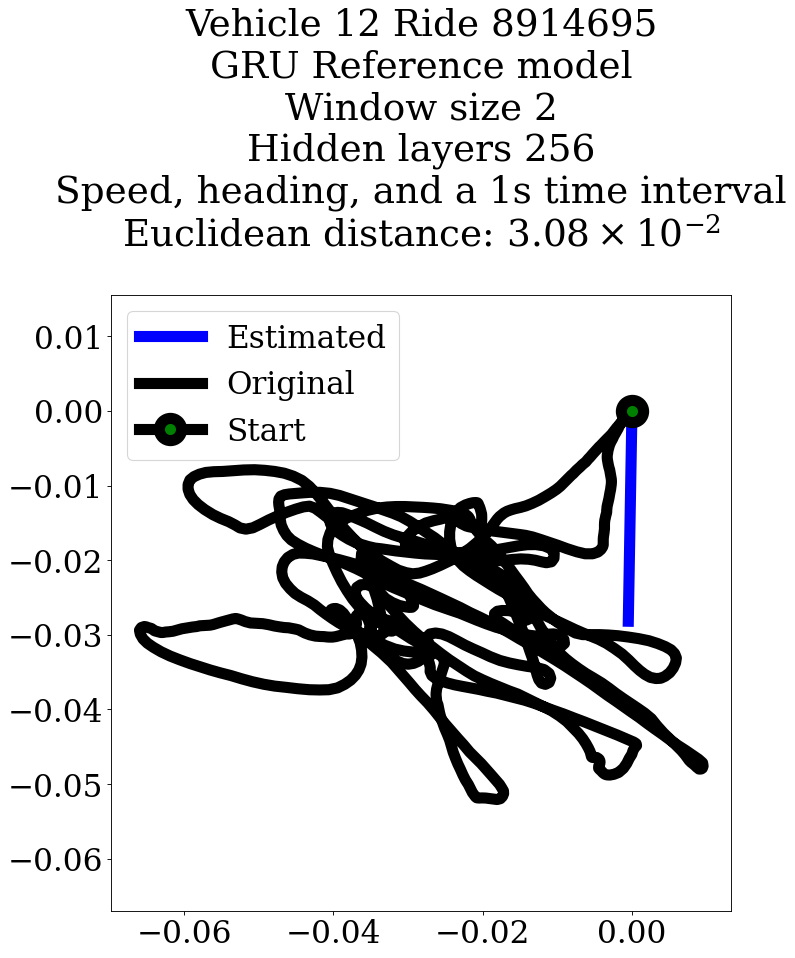 Vehicle 12 Ride 8914695
GRU Reference model
Window size 2
Hidden layers 256
Speed, heading, and a 1s time interval
Euclidean distance: 3.08 × 10⁻²
Estimated
Original
Start
0.01
0.00
−0.01
−0.02
−0.03
−0.04
−0.05
−0.06
−0.06 −0.04 −0.02 0.00